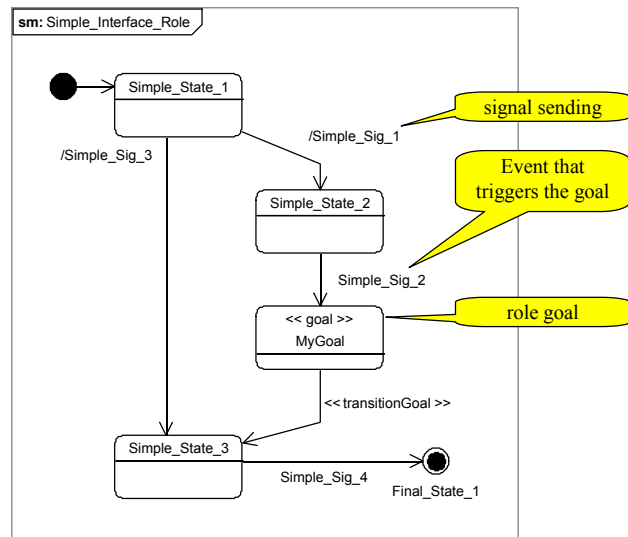 sm: Simple_Interface_Role
Simple_State_1
signal sending
/Simple_Sig_1
/Simple_Sig_3
Event that
triggers the goal
Simple_State_2
Simple_Sig_2
<< goal >>
MyGoal
role goal
<< transitionGoal >>
Simple_State_3
Simple_Sig_4
Final_State_1